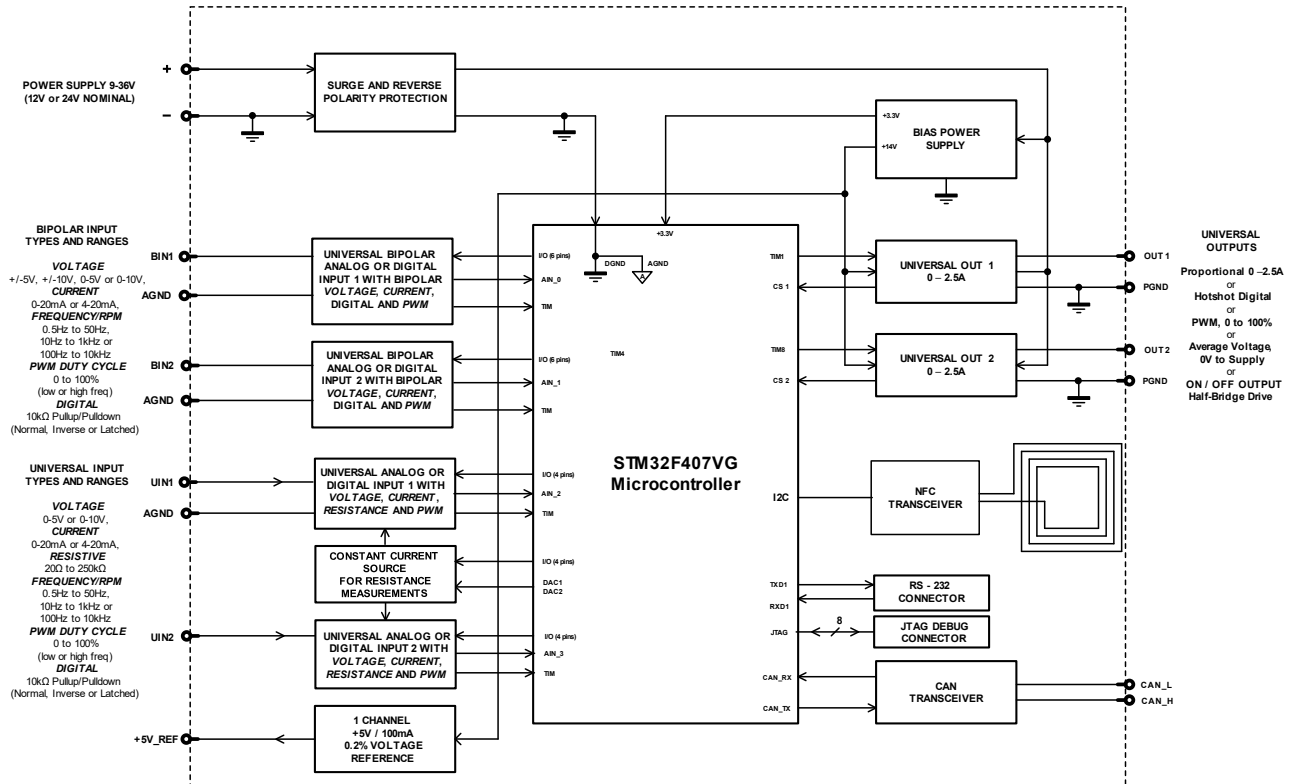 +
POWER SUPPLY 9-36V
(12V or 24V NOMINAL)
–
SURGE AND REVERSE
POLARITY PROTECTION
+3.3V
+14V
BIAS POWER
SUPPLY
BIPOLAR INPUT
TYPES AND RANGES
VOLTAGE
+/-5V, +/-10V, 0-5V or 0-10V,
CURRENT
0-20mA or 4-20mA,
FREQUENCY/RPM
0.5Hz to 50Hz,
10Hz to 1kHz or
100Hz to 10kHz
PWM DUTY CYCLE
0 to 100%
(low or high freq)
DIGITAL
10kΩ Pullup/Pulldown
(Normal, Inverse or Latched)
BIN1
AGND
BIN2
AGND
UNIVERSAL BIPOLAR
ANALOG OR DIGITAL
INPUT 1 WITH BIPOLAR
VOLTAGE, CURRENT,
DIGITAL AND PWM
UNIVERSAL BIPOLAR
ANALOG OR DIGITAL
INPUT 2 WITH BIPOLAR
VOLTAGE, CURRENT,
DIGITAL AND PWM
UNIVERSAL INPUT
TYPES AND RANGES
VOLTAGE
0-5V or 0-10V,
CURRENT
0-20mA or 4-20mA,
RESISTIVE
20Ω to 250kΩ
FREQUENCY/RPM
0.5Hz to 50Hz,
10Hz to 1kHz or
100Hz to 10kHz
PWM DUTY CYCLE
0 to 100%
(low or high freq)
DIGITAL
10kΩ Pullup/Pulldown
(Normal, Inverse or Latched)
UIN1
AGND
UIN2
+5V_REF
UNIVERSAL ANALOG OR
DIGITAL INPUT 1 WITH
VOLTAGE, CURRENT,
RESISTANCE AND PWM
CONSTANT CURRENT
SOURCE
FOR RESISTANCE
MEASUREMENTS
UNIVERSAL ANALOG OR
DIGITAL INPUT 2 WITH
VOLTAGE, CURRENT,
RESISTANCE AND PWM
1 CHANNEL
+5V / 100mA
0.2% VOLTAGE
REFERENCE
+3.3V
I/O (6 pins)
DGND
AGND
A
AIN_0
TIM
TIM4
I/O (6 pins)
AIN_1
TIM
I/O (4 pins)
AIN_2
TIM
I/O (4 pins)
DAC1
DAC2
I/O (4 pins)
AIN_3
TIM
STM32F407VG
Microcontroller
TIM1
CS 1
TIM8
CS 2
I2C
TXD1
RXD1
JTAG
8
CAN_RX
CAN_TX
UNIVERSAL OUT 1
0 – 2.5A
UNIVERSAL OUT 2
0 – 2.5A
NFC
TRANSCEIVER
RS - 232
CONNECTOR
JTAG DEBUG
CONNECTOR
CAN
TRANSCEIVER
OUT 1
PGND
OUT2
PGND
CAN_L
CAN_H
UNIVERSAL
OUTPUTS
Proportional 0 –2.5A
or
Hotshot Digital
or
PWM, 0 to 100%
or
Average Voltage,
0V to Supply
or
ON / OFF OUTPUT
Half-Bridge Drive